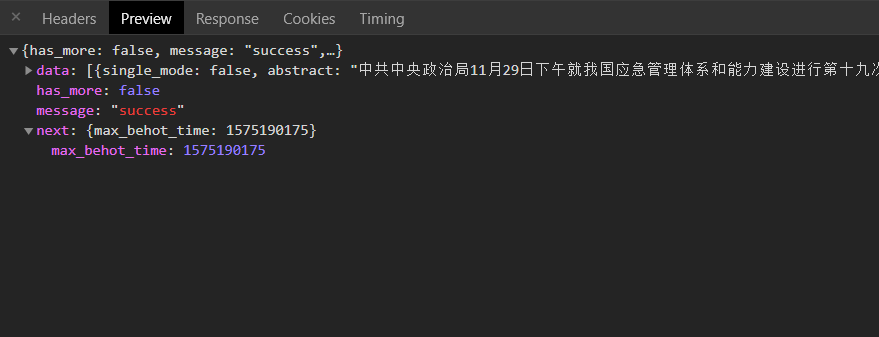 × Headers Preview Response Cookies Timing
▼{has_more: false, message: "success",…}
▶data: [{single_mode: false, abstract: "中共中央政治局11月29日下午就我国应急管理体系和能力建设进行第十九次
has_more: false
message: "success"
▼next: {max_behot_time: 1575190175}
max_behot_time: 1575190175